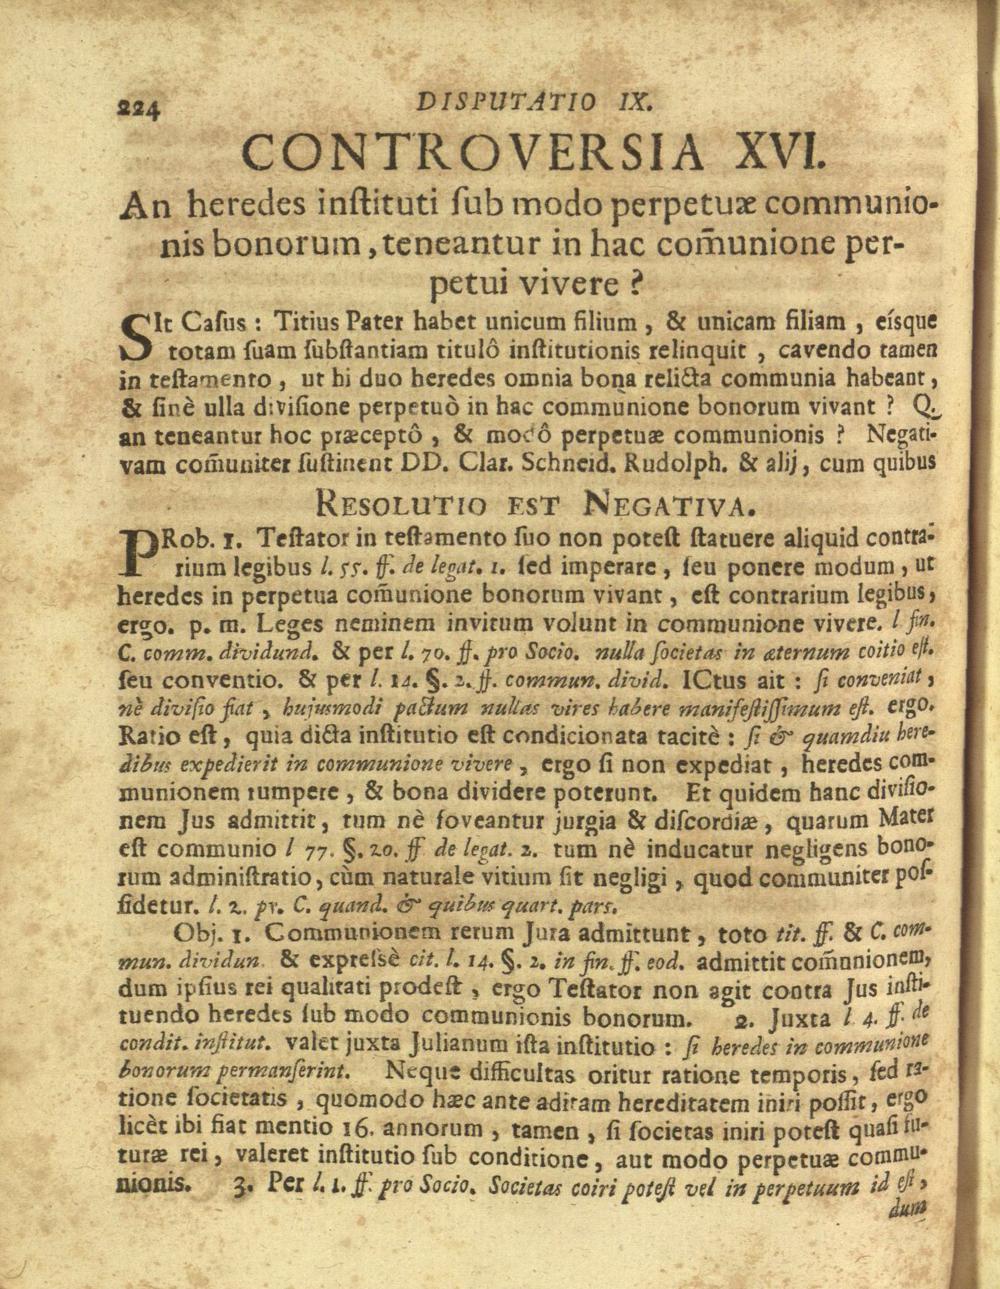 224 DISPUTATIO IX.
CONTROVERSIA XVI.
An heredes inſtituti ſub modo perpetuæ communio-
nis bonorum, teneantur in hac com̃unione per-
petui vivere ?
SIt Caſus : Titius Pater habet unicum filium , & unicam filiam , eísque
totam ſuam ſubſtantiam titulô inſtitutionis relinquit , cavendo tamen
in teſtamento , ut hi duo heredes omnia bona relicta communia habeant ,
& ſinè ulla diviſione perpetuò in hac communione bonorum vivant ? Q.
an teneantur hoc præceptô , & modô perpetuæ communionis ? Negati-
vam com̃uniter ſuſtinent DD. Clar. Schneid. Rudolph. & alij , cum quibus
RESOLUTIO EST NEGATIVA.
PRob. 1. Teſtator in teſtamento ſuo non poteſt ſtatuere aliquid contra-
rium legibus l. 55. ff. de legat. 1. ſed imperare , ſeu ponere modum , ut
heredes in perpetua com̃unione bonorum vivant , eſt contrarium legibus,
ergo. p. m. Leges neminem invitum volunt in communione vivere. l fin.
C. comm. dividund. & per l. 70. ff. pro Socio. nulla ſocietas in æternum coitio eſt.
ſeu conventio. & per l. 14. §. 2. ff. commun. divid. ICtus ait : ſi conveniat ,
nè diviſio fiat , hujusmodi pactum nullas vires habere manifeſtiſſimum eſt. ergo.
Ratio eſt , quia dicta inſtitutio eſt condicionata tacitè : ſi & quamdiu here-
dibus expedierit in communione vivere , ergo ſi non expediat , heredes com-
munionem rumpere , & bona dividere poterunt. Et quidem hanc diviſio-
nem Jus admittit, tum nè foveantur jurgia & diſcordiæ , quarum Mater
eſt communio l 77. §. 20. ff de legat. 2. tum nè inducatur negligens bono-
rum adminiſtratio, cùm naturale vitium ſit negligi , quod communiter poſ-
ſidetur. l. 2. pr. C. quand. & quibus quart. pars.
Obj. 1. Communionem rerum Jura admittunt , toto tit. ff. & C. com-
mun. dividun. & expreſsè cit. l. 14. §. 2. in fin. ff. eod. admittit com̃unionem,
dum ipſius rei qualitati prodeſt , ergo Teſtator non agit contra Jus inſti-
tuendo heredes ſub modo communionis bonorum. 2. Juxta l 4. ff. de
condit. inſtitut. valet juxta Julianum iſta inſtitutio : ſi heredes in communione
bonorum permanſerint. Neque difficultas oritur ratione temporis , ſed ra-
tione ſocietatis , quomodo hæc ante aditam hereditatem iniri poſſit , ergo
licèt ibi fiat mentio 16. annorum , tamen , ſi ſocietas iniri poteſt quaſi fu-
turæ rei , valeret inſtitutio ſub conditione , aut modo perpetuæ commu-
nionis. 3. Per l. 1. ff. pro Socio. Societas coiri poteſt vel in perpetuum id eſt ,
dum